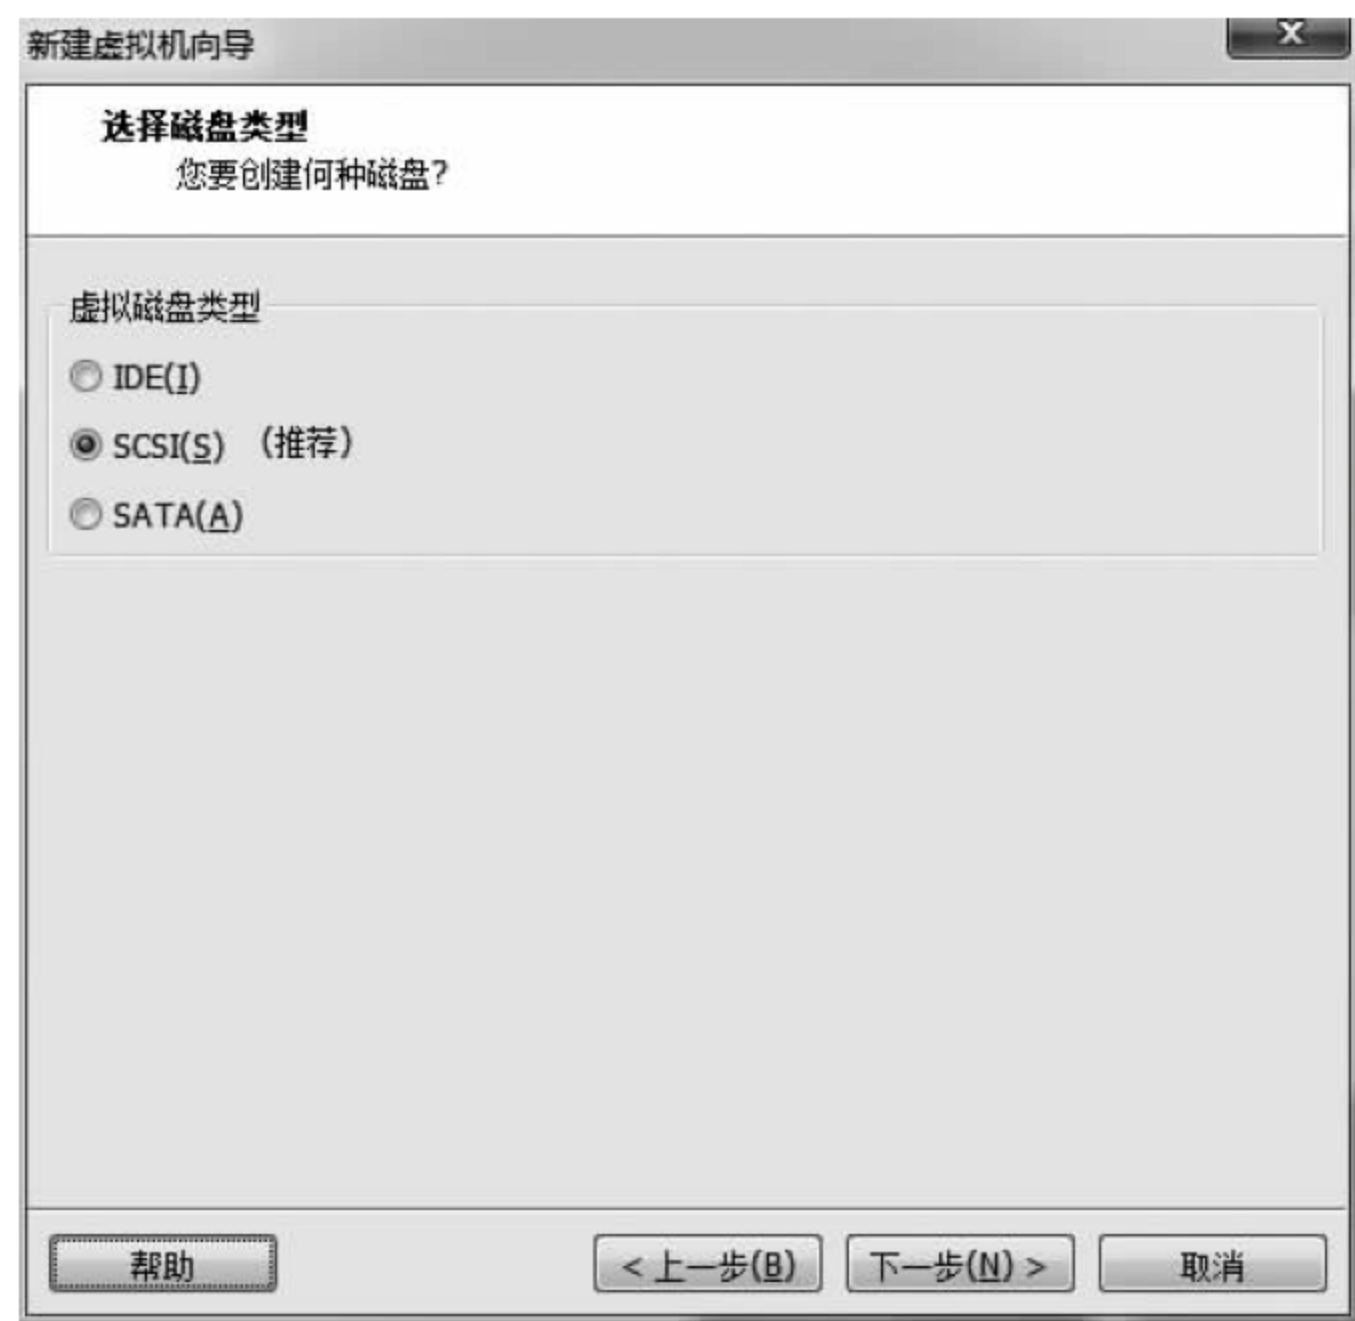 新建虚拟机向导
选择磁盘类型
您要创建何种磁盘?
虚拟磁盘类型
IDE(I)
SCSI(S) （推荐）
SATA(A)
帮助
< 上一步(B)
下一步(N) >
取消